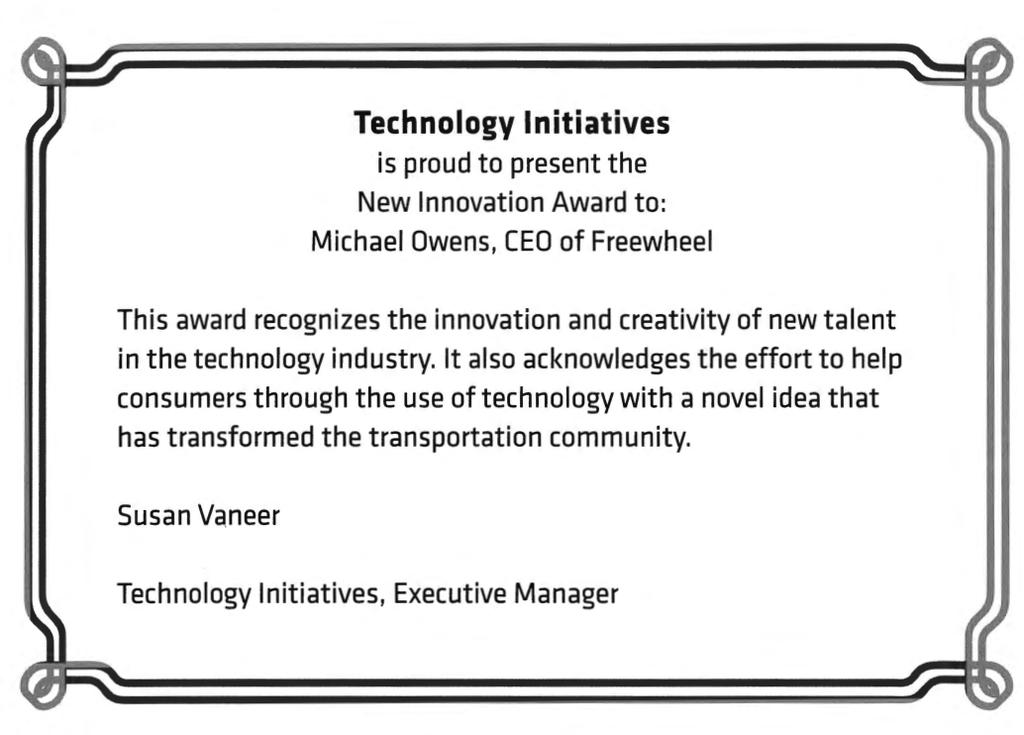 Technology Initiatives
is proud to present the
New Innovation Award to:
Michael Owens, CEO of Freewheel
This award recognizes the innovation and creativity of new talent
in the technology industry. It also acknowledges the effort to help
consumers through the use of technology with a novel idea that
has transformed the transportation community.
Susan Vaneer
Technology Initiatives, Executive Manager